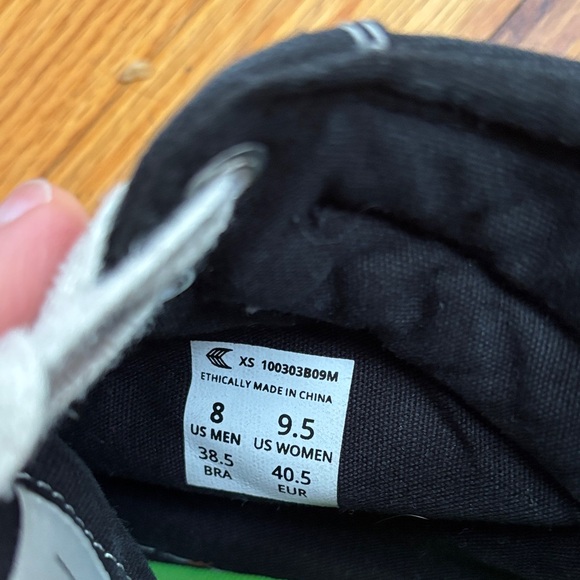 XS 100303B09M
ETHICALLY MADE IN CHINA
8 9.5
US MEN US WOMEN
38.5 40.5
BRA EUR